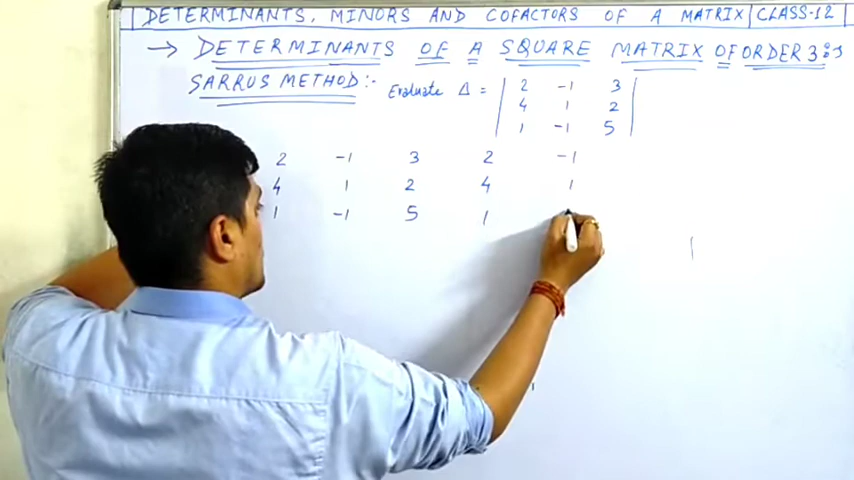 DETERMINANTS, MINORS AND COFACTORS OF A MATRIX | CLASS-12
→ DETERMINANTS OF A SQUARE MATRIX OF ORDER 3 :-
SARRUS METHOD:- Evaluate Δ =
2 -1 3
4 1 2
1 -1 5
2 -1 3 2 -1
4 1 2 4 1
1 -1 5 1